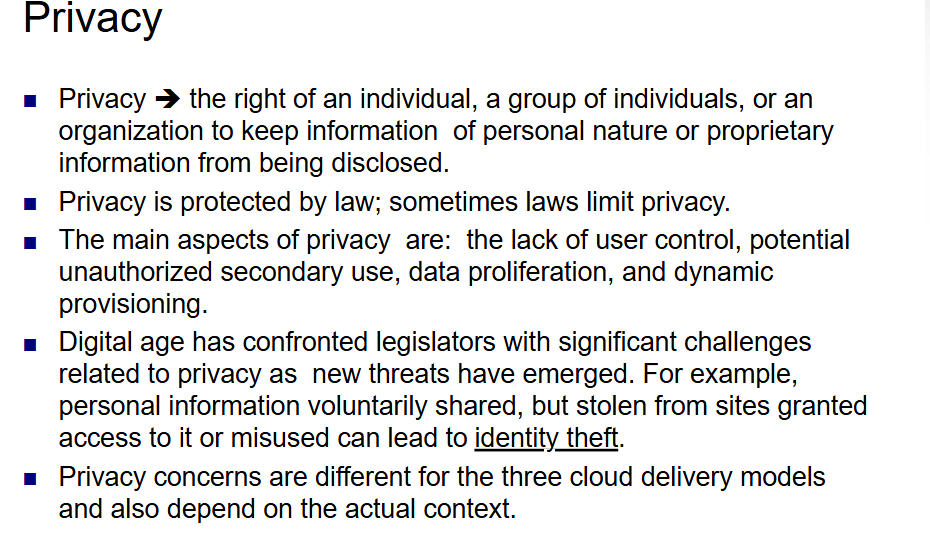 Privacy
■ Privacy ➔ the right of an individual, a group of individuals, or an
organization to keep information of personal nature or proprietary
information from being disclosed.
■ Privacy is protected by law; sometimes laws limit privacy.
■ The main aspects of privacy are: the lack of user control, potential
unauthorized secondary use, data proliferation, and dynamic
provisioning.
■ Digital age has confronted legislators with significant challenges
related to privacy as new threats have emerged. For example,
personal information voluntarily shared, but stolen from sites granted
access to it or misused can lead to identity theft.
■ Privacy concerns are different for the three cloud delivery models
and also depend on the actual context.